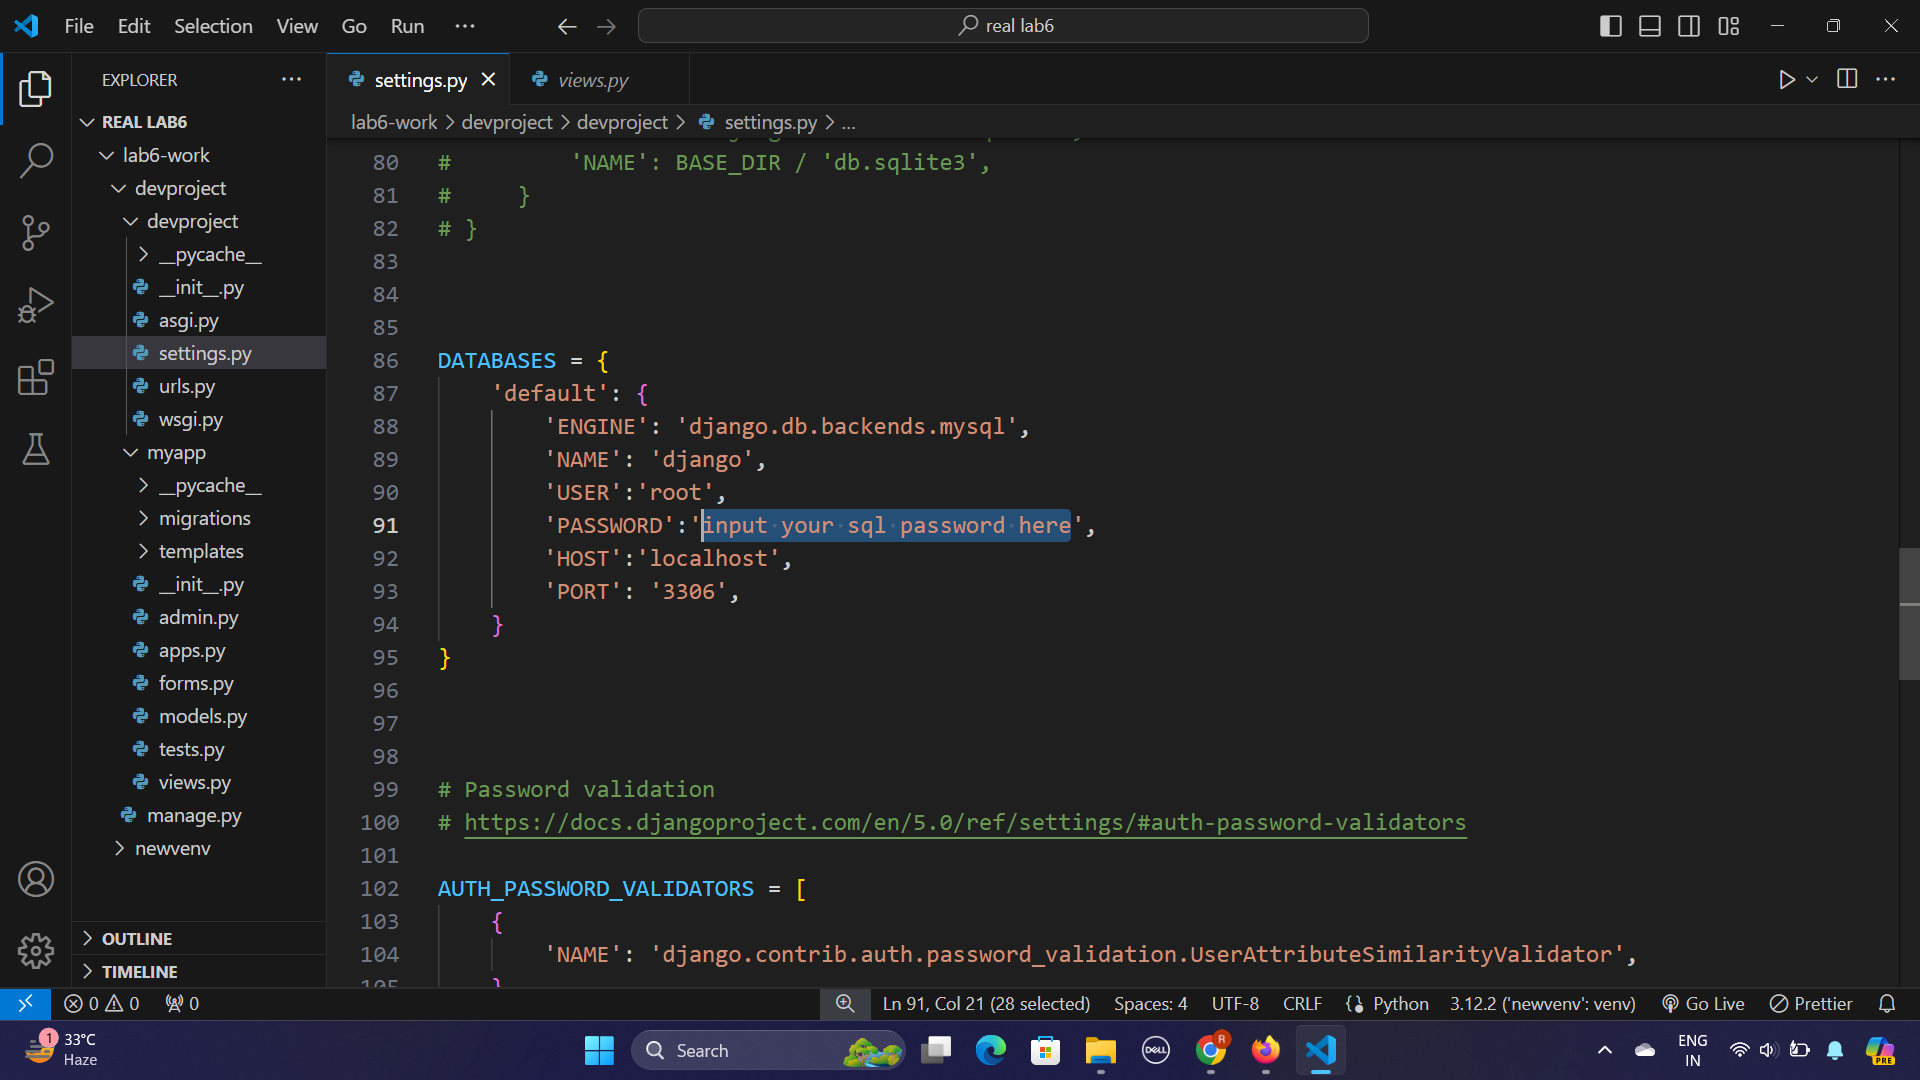 File Edit Selection View Go Run ...
real lab6
EXPLORER
settings.py
views.py
REAL LAB6
lab6-work > devproject > devproject > settings.py > ...
lab6-work
devproject
devproject
__pycache__
__init__.py
asgi.py
settings.py
urls.py
wsgi.py
myapp
__pycache__
migrations
templates
__init__.py
admin.py
apps.py
forms.py
models.py
tests.py
views.py
manage.py
newvenv
OUTLINE
TIMELINE
80 #         'NAME': BASE_DIR / 'db.sqlite3',
81 #     }
82 # }
83
84
85
86 DATABASES = {
87     'default': {
88         'ENGINE': 'django.db.backends.mysql',
89         'NAME': 'django',
90         'USER':'root',
91         'PASSWORD':'input your sql password here',
92         'HOST':'localhost',
93         'PORT': '3306',
94     }
95 }
96
97
98
99 # Password validation
100 # https://docs.djangoproject.com/en/5.0/ref/settings/#auth-password-validators
101
102 AUTH_PASSWORD_VALIDATORS = [
103     {
104         'NAME': 'django.contrib.auth.password_validation.UserAttributeSimilarityValidator',
105     }
0 0 0 Ln 91, Col 21 (28 selected) Spaces: 4 UTF-8 CRLF Python 3.12.2 ('newvenv': venv) Go Live Prettier
1
33°C
Haze
Search
DELL
R
ENG
IN
PRE